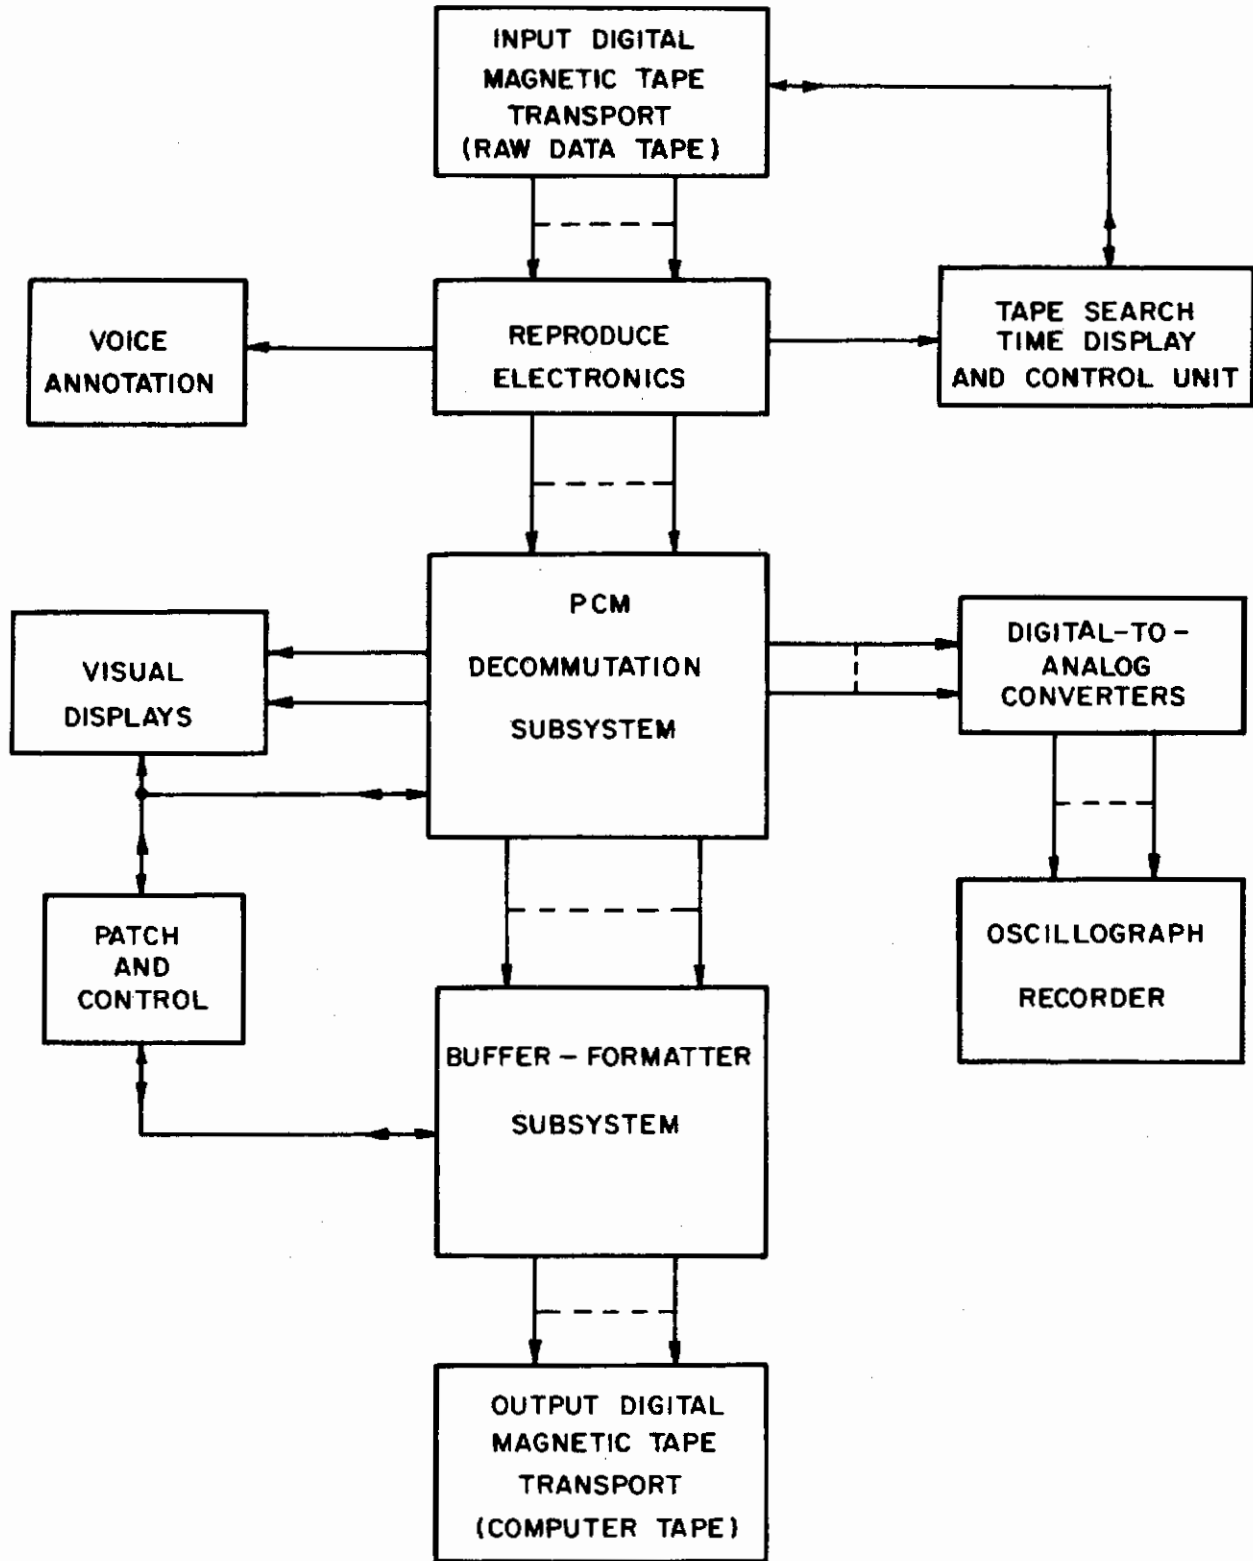 INPUT DIGITAL
MAGNETIC TAPE
TRANSPORT
(RAW DATA TAPE)
VOICE
ANNOTATION
REPRODUCE
ELECTRONICS
TAPE SEARCH
TIME DISPLAY
AND CONTROL UNIT
PCM
DECOMMUTATION
SUBSYSTEM
VISUAL
DISPLAYS
DIGITAL-TO-
ANALOG
CONVERTERS
PATCH
AND
CONTROL
OSCILLOGRAPH
RECORDER
BUFFER-FORMATTER
SUBSYSTEM
OUTPUT DIGITAL
MAGNETIC TAPE
TRANSPORT
(COMPUTER TAPE)